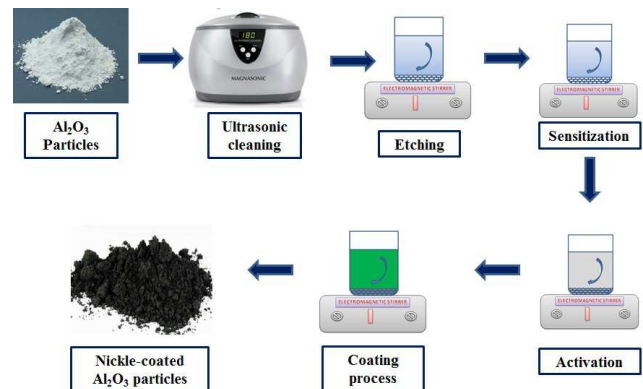 180
MAGNASONIC
ELECTROMAGNETIC STIRRER
ELECTROMAGNETIC STIRRER
Al₂O₃
Particles
Ultrasonic
cleaning
Etching
Sensitization
ELECTROMAGNETIC STIRRER
ELECTROMAGNETIC STIRRER
Nickle-coated
Al₂O₃ particles
Coating
process
Activation